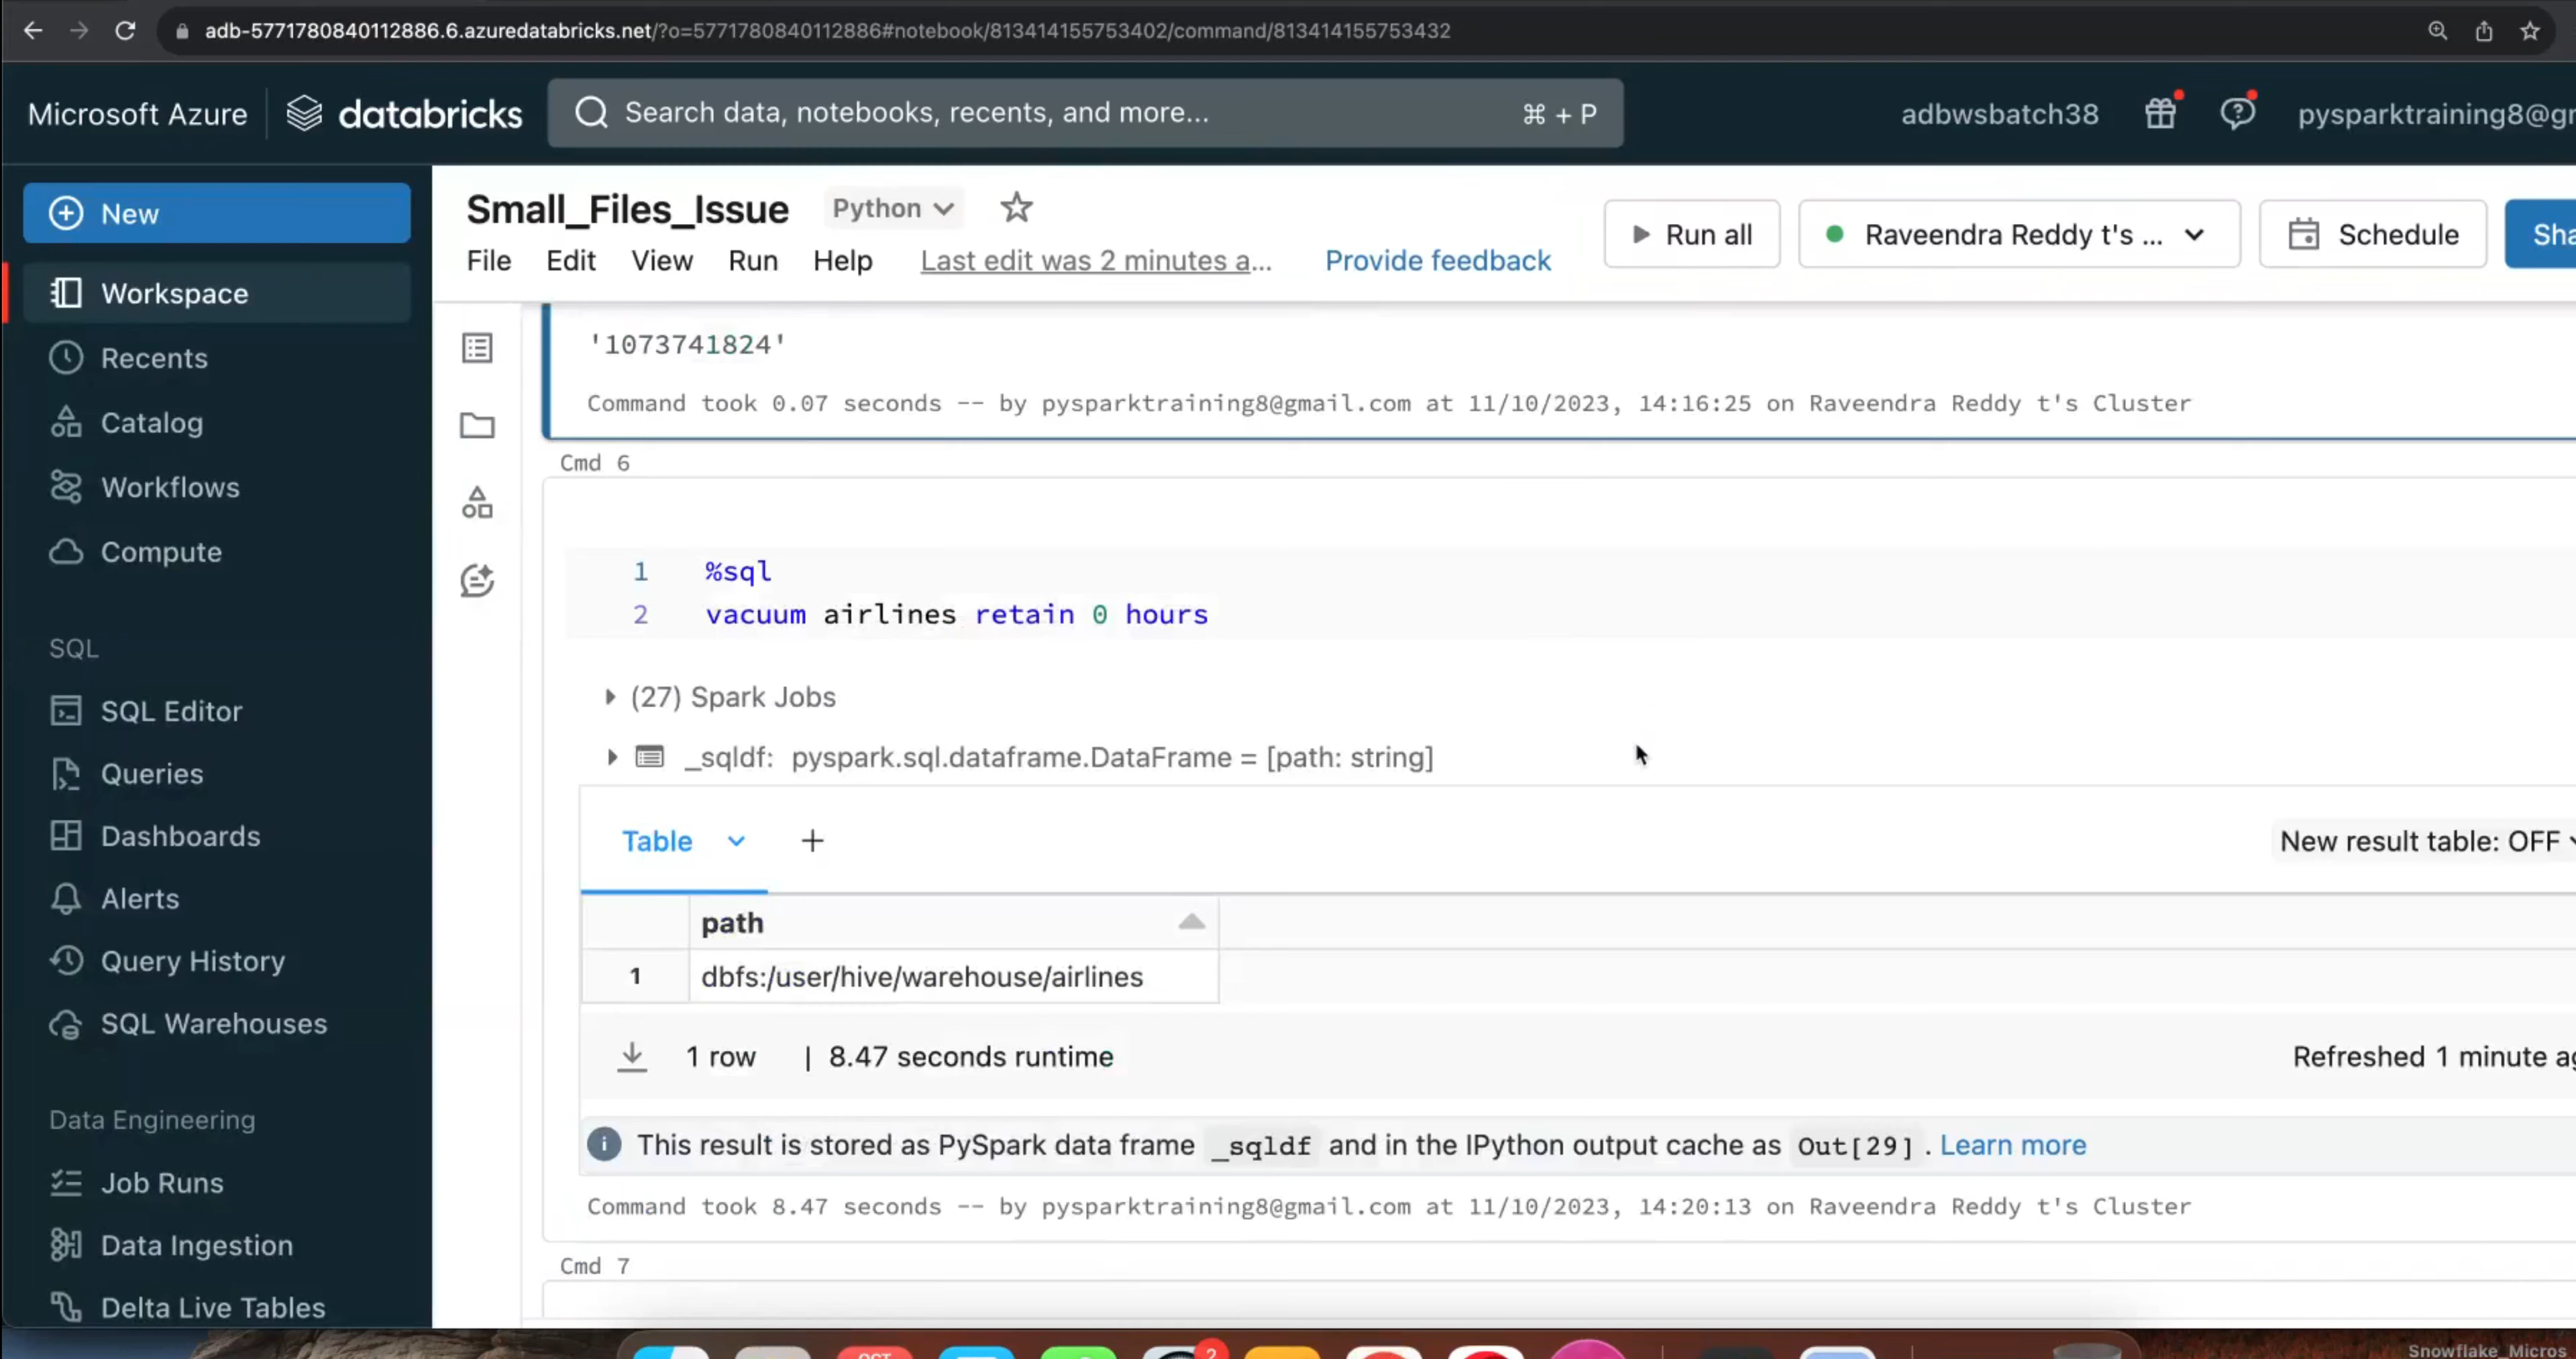 adb-5771780840112886.6.azuredatabricks.net/?o=5771780840112886#notebook/813414155753402/command/813414155753432
Microsoft Azure
databricks
Search data, notebooks, recents, and more...
⌘ + P
adbwsbatch38
pysparktraining8@g
New
Workspace
Recents
Catalog
Workflows
Compute
SQL
SQL Editor
Queries
Dashboards
Alerts
Query History
SQL Warehouses
Data Engineering
Job Runs
Data Ingestion
Delta Live Tables
Small_Files_Issue
Python
File Edit View Run Help Last edit was 2 minutes a... Provide feedback
Run all
Raveendra Reddy t's ...
Schedule
Sha
'1073741824'
Command took 0.07 seconds -- by pysparktraining8@gmail.com at 11/10/2023, 14:16:25 on Raveendra Reddy t's Cluster
Cmd 6
1 %sql
2 vacuum airlines retain 0 hours
(27) Spark Jobs
_sqldf: pyspark.sql.dataframe.DataFrame = [path: string]
Table +
New result table: OFF
path
1 dbfs:/user/hive/warehouse/airlines
1 row | 8.47 seconds runtime
Refreshed 1 minute ag
This result is stored as PySpark data frame _sqldf and in the IPython output cache as Out[29] . Learn more
Command took 8.47 seconds -- by pysparktraining8@gmail.com at 11/10/2023, 14:20:13 on Raveendra Reddy t's Cluster
Cmd 7
OCT
2
Snowflake_Micros